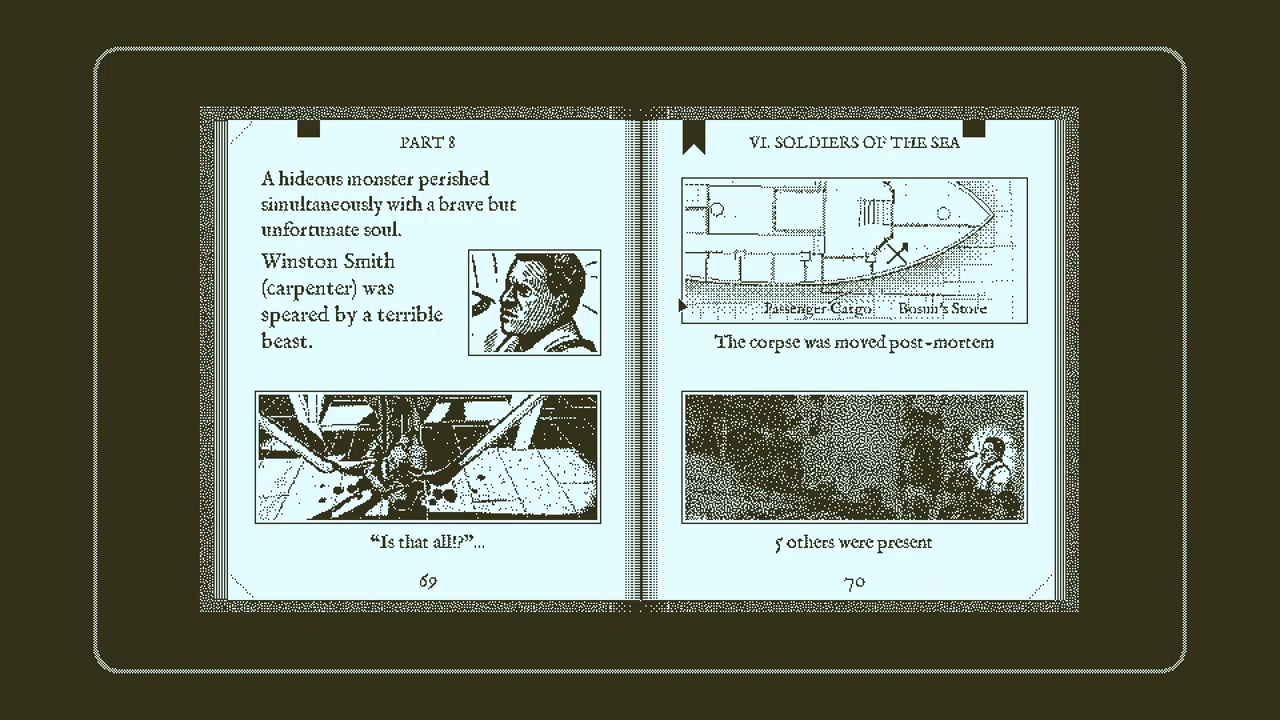 PART 8
A hideous monster perished
simultaneously with a brave but
unfortunate soul.
Winston Smith
(carpenter) was
speared by a terrible
beast.
“Is that all!?”...
69
VI. SOLDIERS OF THE SEA
Passenger Cargo
Bosun's Store
The corpse was moved post-mortem
5 others were present
70